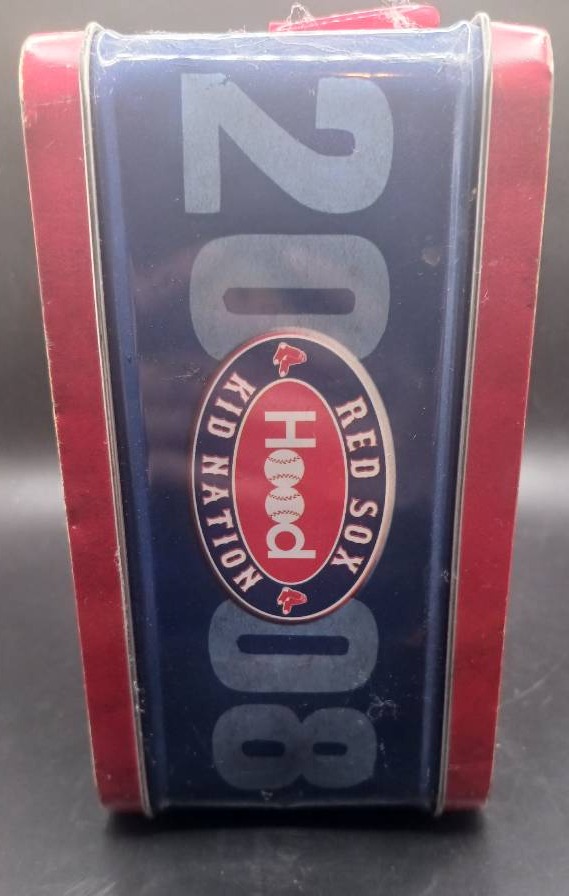 2008
RED SOX
Hood
KID NATION